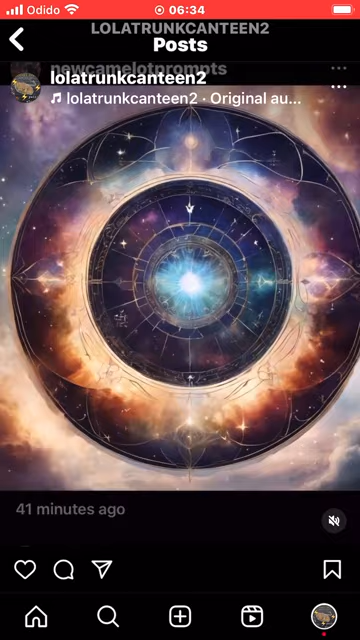 Odido
06:34
LOLATRUNKCANTEEN2
Posts
newcamelotprompts
lolatrunkcanteen2
lolatrunkcanteen2 · Original au...
41 minutes ago